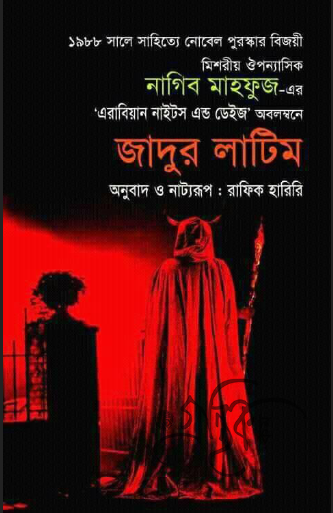 ১৯৮৮ সালে সাহিত্যে নোবেল পুরস্কার বিজয়ী
মিশরীয় ঔপন্যাসিক
নাগিব মাহফুজ-এর
‘এরাবিয়ান নাইটস এন্ড ডেইজ’ অবলম্বনে
জাদুর লাটিম
অনুবাদ ও নাট্যরূপ : রাফিক হারিরি